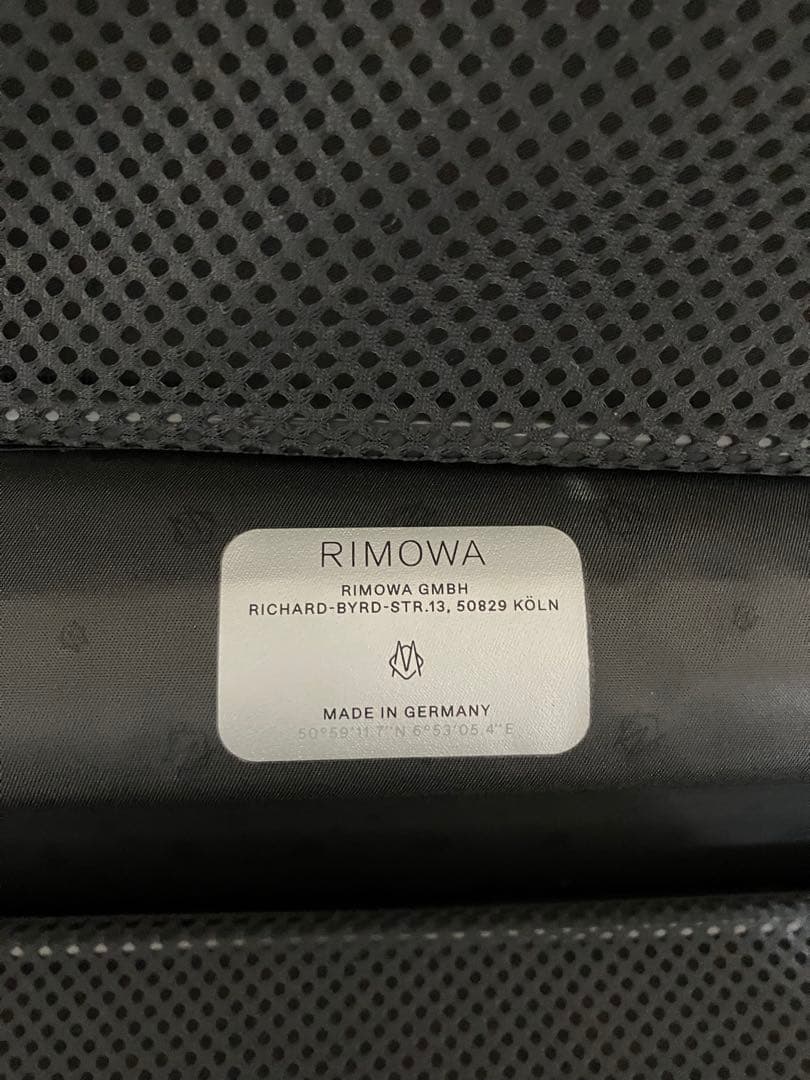 RIMOWA
RIMOWA GMBH
RICHARD-BYRD-STR.13, 50829 KÖLN
MADE IN GERMANY
50°59'11.7"N 6°53'05.4"E